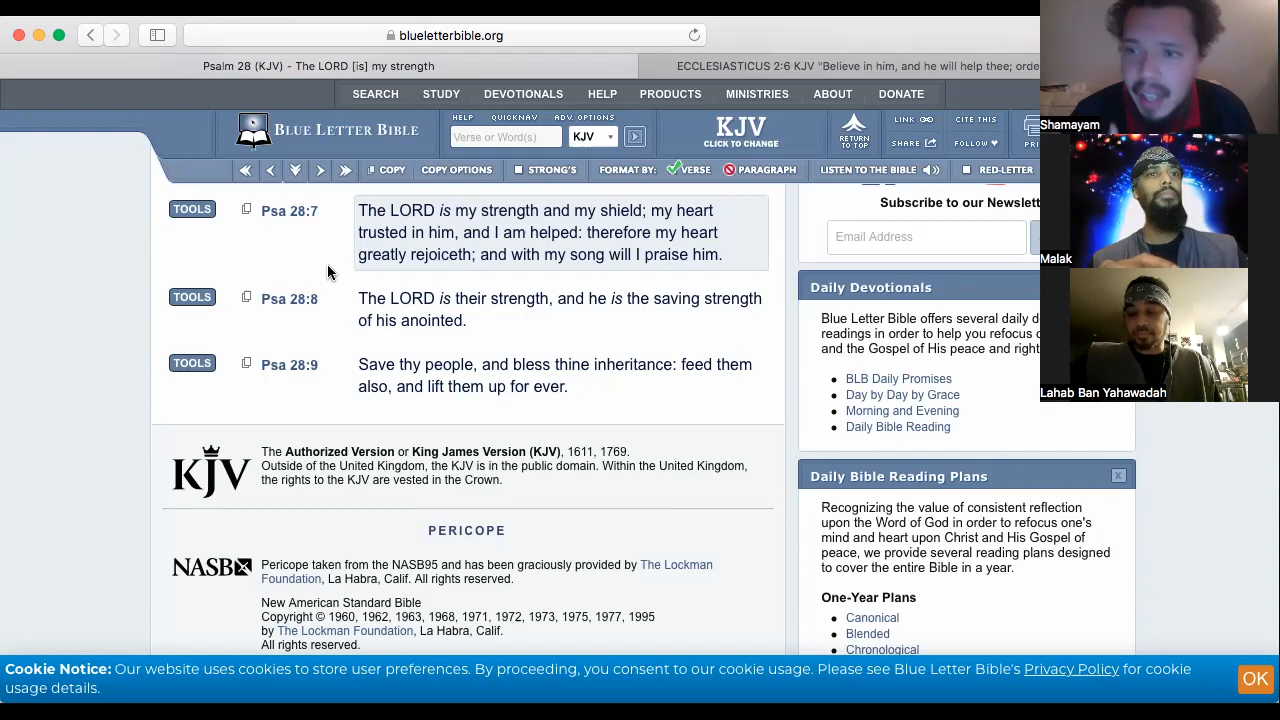 blueletterbible.org
Psalm 28 (KJV) - The LORD [is] my strength
ECCLESIASTICUS 2:6 KJV "Believe in him, and he will help thee; orde
SEARCH STUDY DEVOTIONALS HELP PRODUCTS MINISTRIES ABOUT DONATE
HELP QUICKNAV ADV. OPTIONS
BLUE LETTER BIBLE
Verse or Word(s) KJV
KJV
CLICK TO CHANGE
RETURN
TO TOP
LINK CITE THIS
SHARE FOLLOW
COPY COPY OPTIONS STRONG'S FORMAT BY: VERSE PARAGRAPH LISTEN TO THE BIBLE RED-LETTER
Shamayam
Malak
Lahab Ban Yahawadah
TOOLS Psa 28:7 The LORD is my strength and my shield; my heart
trusted in him, and I am helped: therefore my heart
greatly rejoiceth; and with my song will I praise him.
TOOLS Psa 28:8 The LORD is their strength, and he is the saving strength
of his anointed.
TOOLS Psa 28:9 Save thy people, and bless thine inheritance: feed them
also, and lift them up for ever.
KJV
The Authorized Version or King James Version (KJV), 1611, 1769.
Outside of the United Kingdom, the KJV is in the public domain. Within the United Kingdom,
the rights to the KJV are vested in the Crown.
PERICOPE
NASB
Pericope taken from the NASB95 and has been graciously provided by The Lockman
Foundation, La Habra, Calif. All rights reserved.
New American Standard Bible
Copyright © 1960, 1962, 1963, 1968, 1971, 1972, 1973, 1975, 1977, 1995
by The Lockman Foundation, La Habra, Calif.
All rights reserved.
Subscribe to our Newslett
Email Address
Daily Devotionals
Blue Letter Bible offers several daily d
readings in order to help you refocus
and the Gospel of His peace and right
BLB Daily Promises
Day by Day by Grace
Morning and Evening
Daily Bible Reading
Daily Bible Reading Plans X
Recognizing the value of consistent reflection
upon the Word of God in order to refocus one's
mind and heart upon Christ and His Gospel of
peace, we provide several reading plans designed
to cover the entire Bible in a year.
One-Year Plans
Canonical
Blended
Chronological
Cookie Notice: Our website uses cookies to store user preferences. By proceeding, you consent to our cookie usage. Please see Blue Letter Bible's Privacy Policy for cookie
usage details.
OK